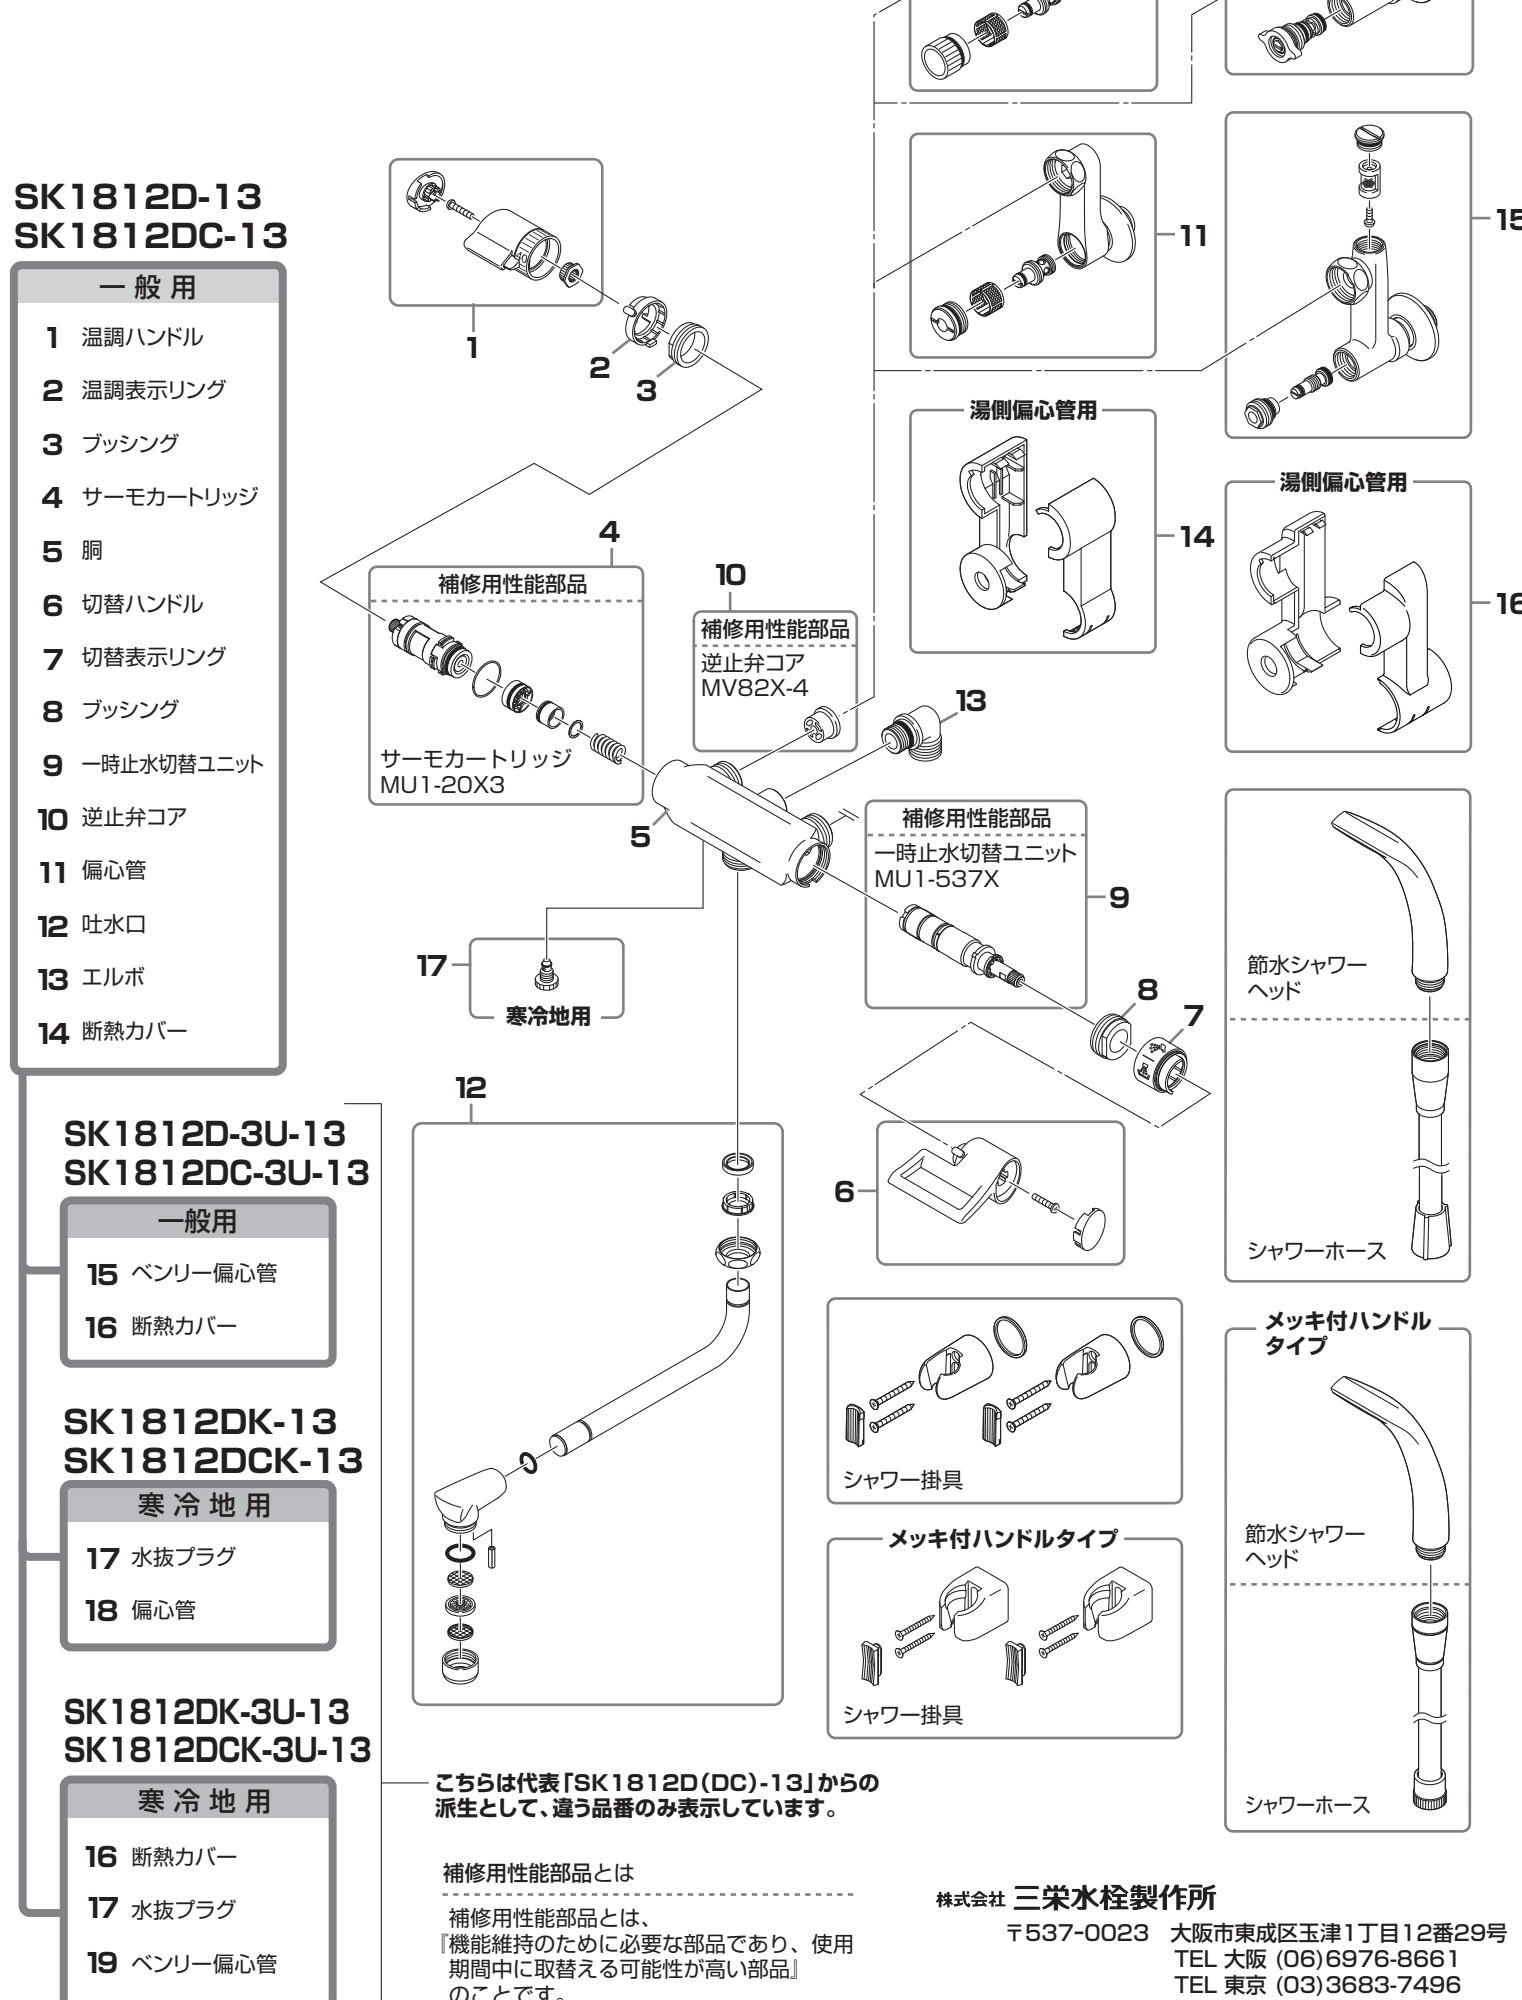 SK1812D-13
SK1812DC-13
一般用
1 温調ハンドル
2 温調表示リング
3 ブッシング
4 サーモカートリッジ
5 胴
6 切替ハンドル
7 切替表示リング
8 ブッシング
9 一時止水切替ユニット
10 逆止弁コア
11 偏心管
12 吐水口
13 エルボ
14 断熱カバー
SK1812D-3U-13
SK1812DC-3U-13
一般用
15 ベンリー偏心管
16 断熱カバー
SK1812DK-13
SK1812DCK-13
寒冷地用
17 水抜プラグ
18 偏心管
SK1812DK-3U-13
SK1812DCK-3U-13
寒冷地用
16 断熱カバー
17 水抜プラグ
19 ベンリー偏心管
1
2
3
4
補修用性能部品
サーモカートリッジ
MU1-20X3
10
補修用性能部品
逆止弁コア
MV82X-4
13
5
補修用性能部品
一時止水切替ユニット
MU1-537X
9
17
寒冷地用
8
7
12
6
11
15
湯側偏心管用
14
湯側偏心管用
16
節水シャワー
ヘッド
シャワーホース
シャワー掛具
メッキ付ハンドルタイプ
シャワー掛具
メッキ付ハンドル
タイプ
節水シャワー
ヘッド
シャワーホース
こちらは代表「SK1812D(DC)-13」からの
派生として、違う品番のみ表示しています。
補修用性能部品とは
補修用性能部品とは、
『機能維持のために必要な部品であり、使用
期間中に取替える可能性が高い部品』
のことです。
株式会社 三栄水栓製作所
〒537-0023 大阪市東成区玉津1丁目12番29号
TEL 大阪 (06)6976-8661
TEL 東京 (03)3683-7496